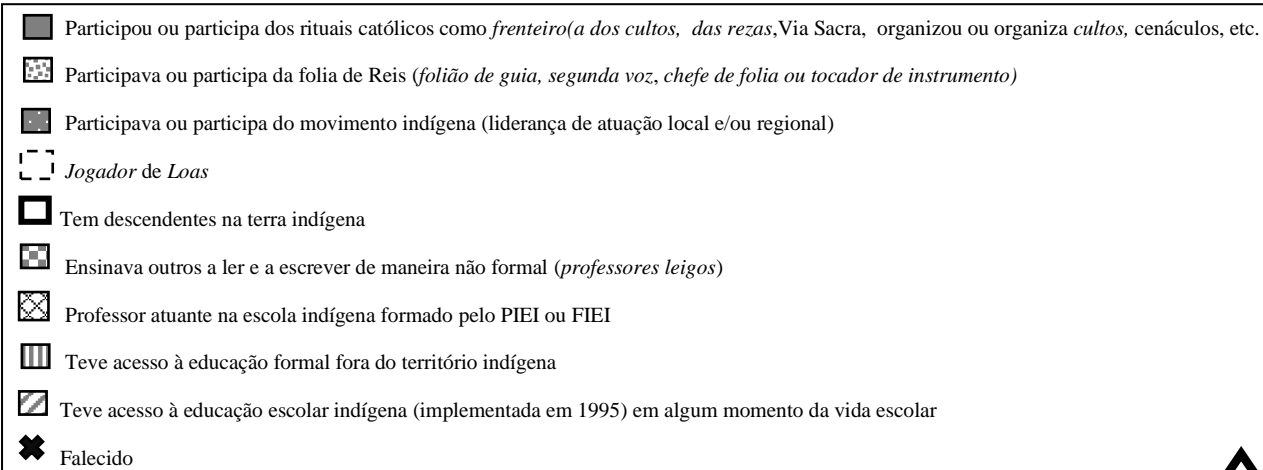 Participou ou participa dos rituais católicos como frenteiro(a dos cultos, das rezas,Via Sacra, organizou ou organiza cultos, cenáculos, etc.
Participava ou participa da folia de Reis (folião de guia, segunda voz, chefe de folia ou tocador de instrumento)
Participava ou participa do movimento indígena (liderança de atuação local e/ou regional)
Jogador de Loas
Tem descendentes na terra indígena
Ensinava outros a ler e a escrever de maneira não formal (professores leigos)
Professor atuante na escola indígena formado pelo PIEI ou FIEI
Teve acesso à educação formal fora do território indígena
Teve acesso à educação escolar indígena (implementada em 1995) em algum momento da vida escolar
Falecido